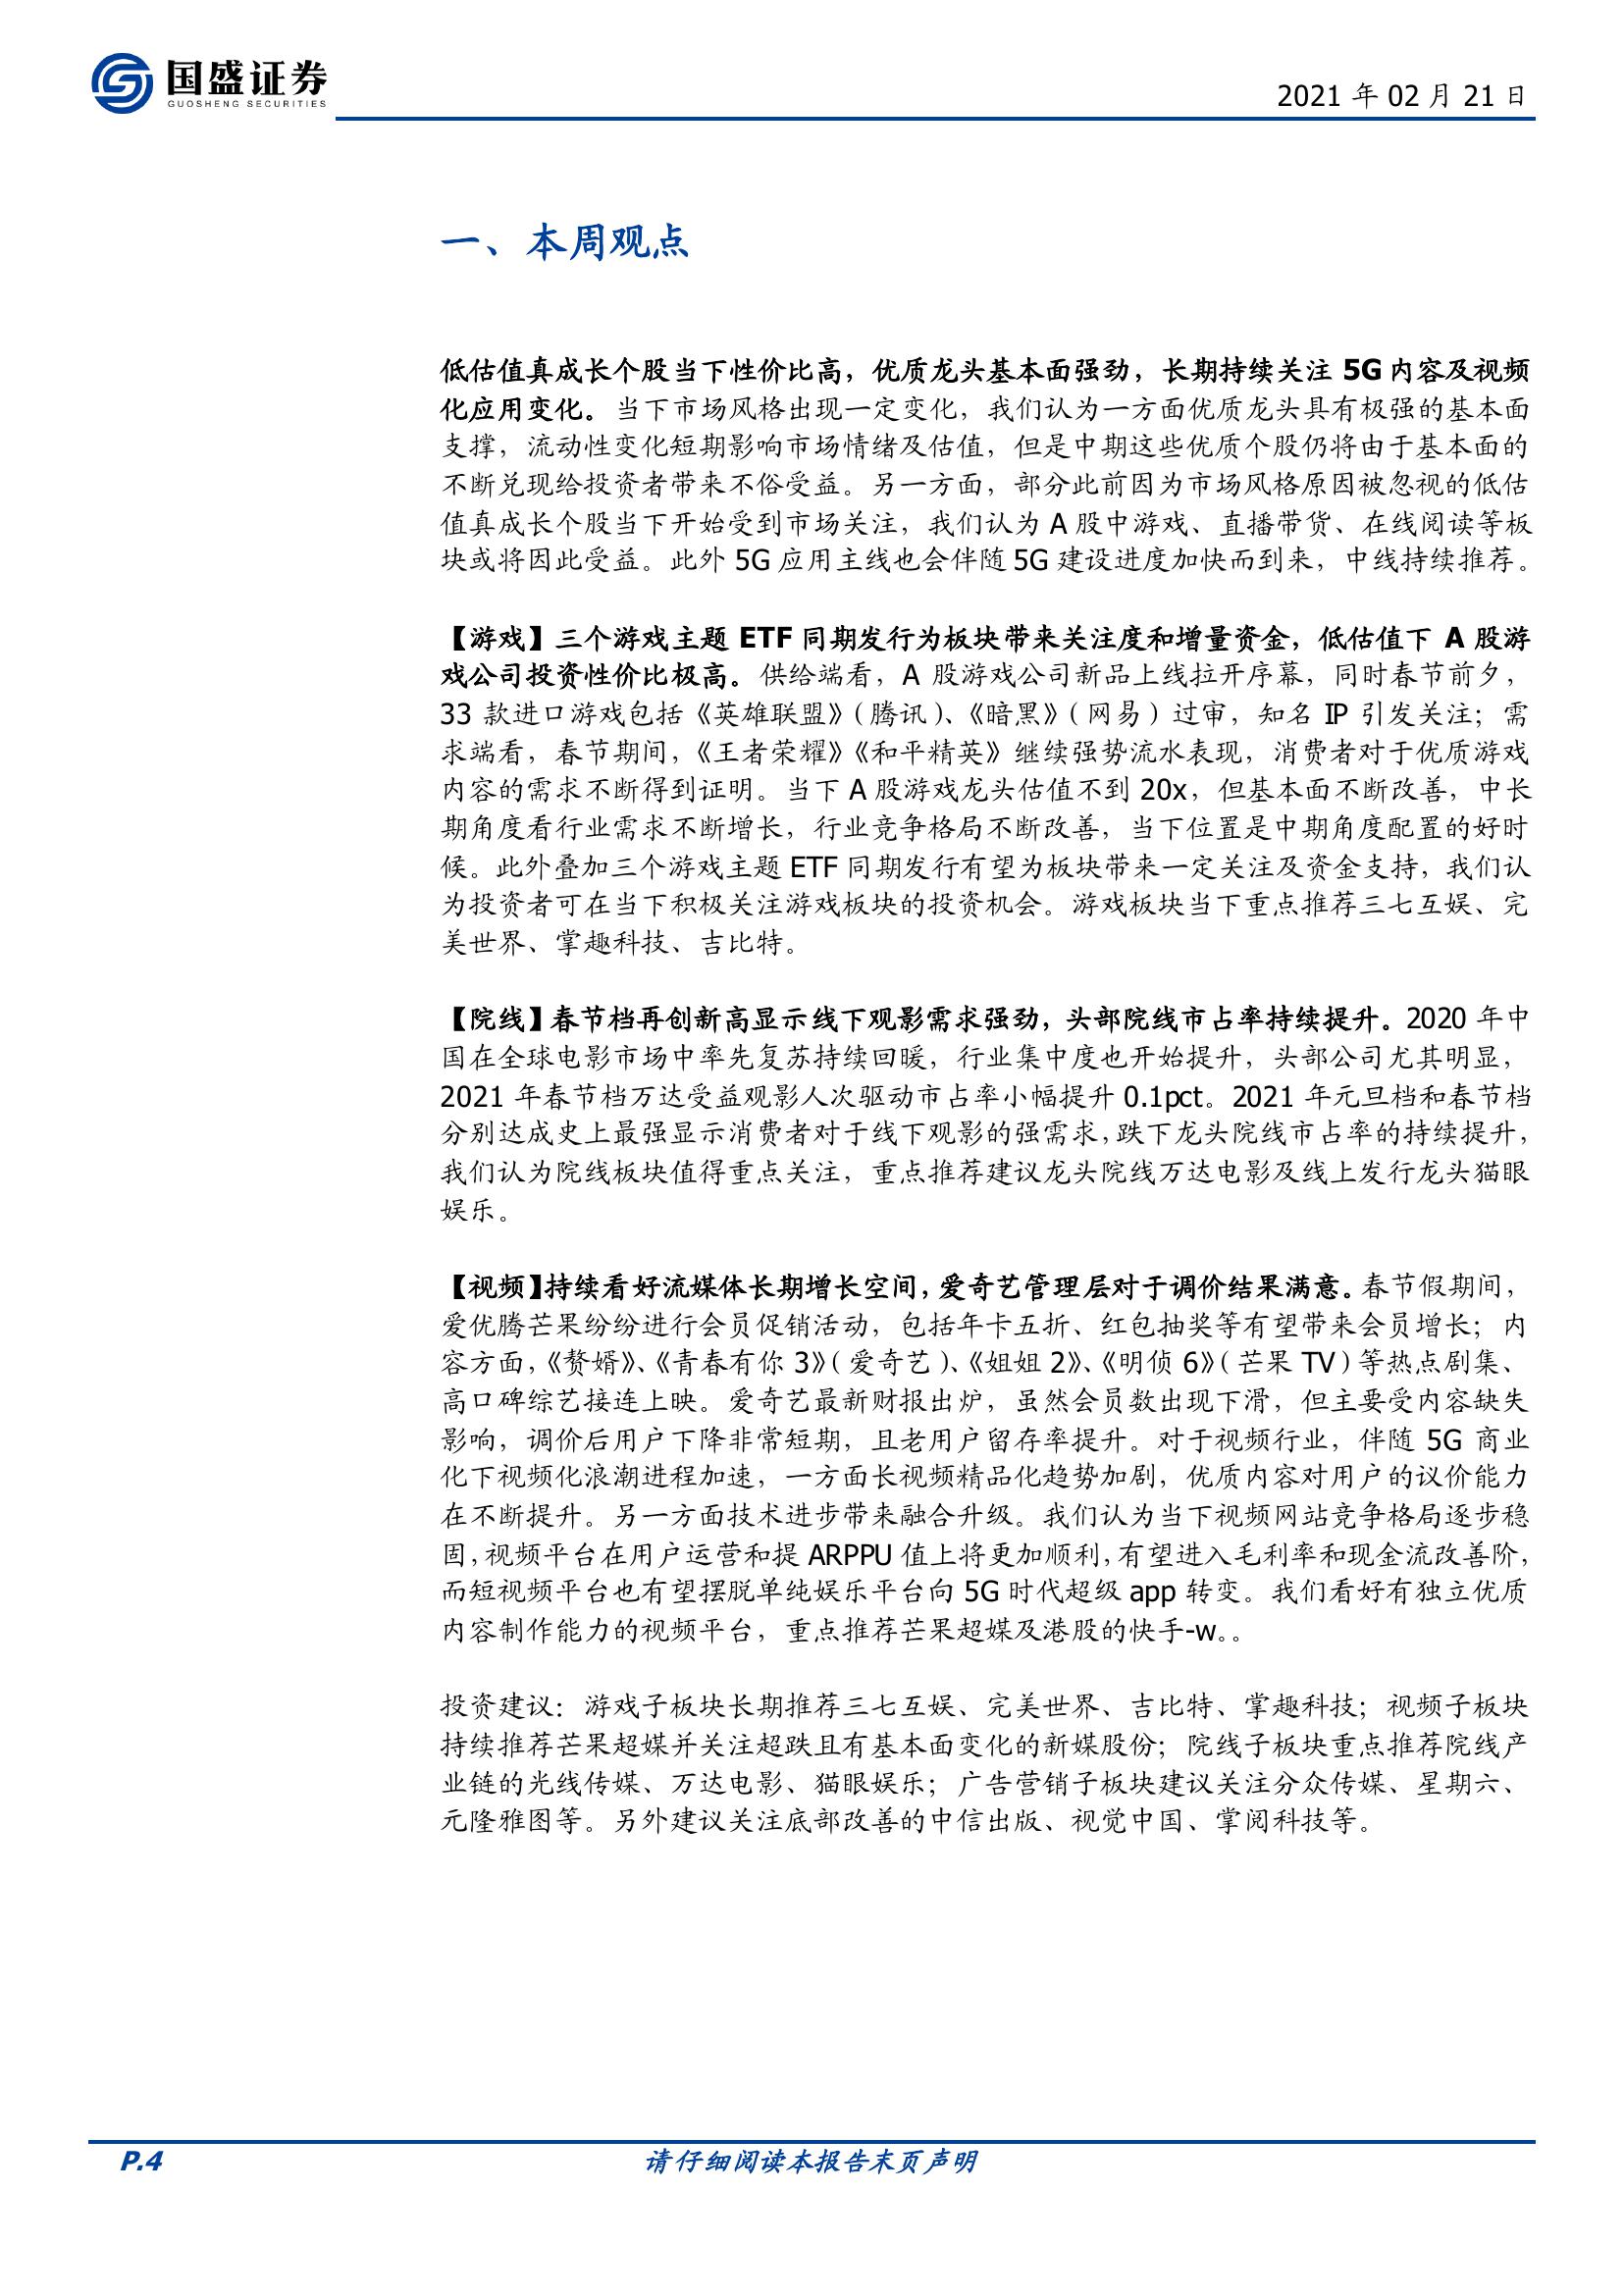 国盛证券
GUOSHENG SECURITIES
2021 年 02 月 21 日
一、本周观点
低估值真成长个股当下性价比高，优质龙头基本面强劲，长期持续关注 5G 内容及视频
化应用变化。当下市场风格出现一定变化，我们认为一方面优质龙头具有极强的基本面
支撑，流动性变化短期影响市场情绪及估值，但是中期这些优质个股仍将由于基本面的
不断兑现给投资者带来不俗受益。另一方面，部分此前因为市场风格原因被忽视的低估
值真成长个股当下开始受到市场关注，我们认为 A 股中游戏、直播带货、在线阅读等板
块或将因此受益。此外 5G 应用主线也会伴随 5G 建设进度加快而到来，中线持续推荐。
【游戏】三个游戏主题 ETF 同期发行为板块带来关注度和增量资金，低估值下 A 股游
戏公司投资性价比极高。供给端看，A 股游戏公司新品上线拉开序幕，同时春节前夕，
33 款进口游戏包括《英雄联盟》（腾讯）、《暗黑》（网易）过审，知名 IP 引发关注；需
求端看，春节期间，《王者荣耀》《和平精英》继续强势流水表现，消费者对于优质游戏
内容的需求不断得到证明。当下 A 股游戏龙头估值不到 20x，但基本面不断改善，中长
期角度看行业需求不断增长，行业竞争格局不断改善，当下位置是中期角度配置的好时
候。此外叠加三个游戏主题 ETF 同期发行有望为板块带来一定关注及资金支持，我们认
为投资者可在当下积极关注游戏板块的投资机会。游戏板块当下重点推荐三七互娱、完
美世界、掌趣科技、吉比特。
【院线】春节档再创新高显示线下观影需求强劲，头部院线市占率持续提升。2020 年中
国在全球电影市场中率先复苏持续回暖，行业集中度也开始提升，头部公司尤其明显，
2021 年春节档万达受益观影人次驱动市占率小幅提升 0.1pct。2021 年元旦档和春节档
分别达成史上最强显示消费者对于线下观影的强需求，跌下龙头院线市占率的持续提升，
我们认为院线板块值得重点关注，重点推荐建议龙头院线万达电影及线上发行龙头猫眼
娱乐。
【视频】持续看好流媒体长期增长空间，爱奇艺管理层对于调价结果满意。春节假期间，
爱优腾芒果纷纷进行会员促销活动，包括年卡五折、红包抽奖等有望带来会员增长；内
容方面，《赘婿》、《青春有你 3》（爱奇艺）、《姐姐 2》、《明侦 6》（芒果 TV）等热点剧集、
高口碑综艺接连上映。爱奇艺最新财报出炉，虽然会员数出现下滑，但主要受内容缺失
影响，调价后用户下降非常短期，且老用户留存率提升。对于视频行业，伴随 5G 商业
化下视频化浪潮进程加速，一方面长视频精品化趋势加剧，优质内容对用户的议价能力
在不断提升。另一方面技术进步带来融合升级。我们认为当下视频网站竞争格局逐步稳
固，视频平台在用户运营和提 ARPPU 值上将更加顺利，有望进入毛利率和现金流改善阶，
而短视频平台也有望摆脱单纯娱乐平台向 5G 时代超级 app 转变。我们看好有独立优质
内容制作能力的视频平台，重点推荐芒果超媒及港股的快手-w。。
投资建议：游戏子板块长期推荐三七互娱、完美世界、吉比特、掌趣科技；视频子板块
持续推荐芒果超媒并关注超跌且有基本面变化的新媒股份；院线子板块重点推荐院线产
业链的光线传媒、万达电影、猫眼娱乐；广告营销子板块建议关注分众传媒、星期六、
元隆雅图等。另外建议关注底部改善的中信出版、视觉中国、掌阅科技等。
P.4
请仔细阅读本报告末页声明